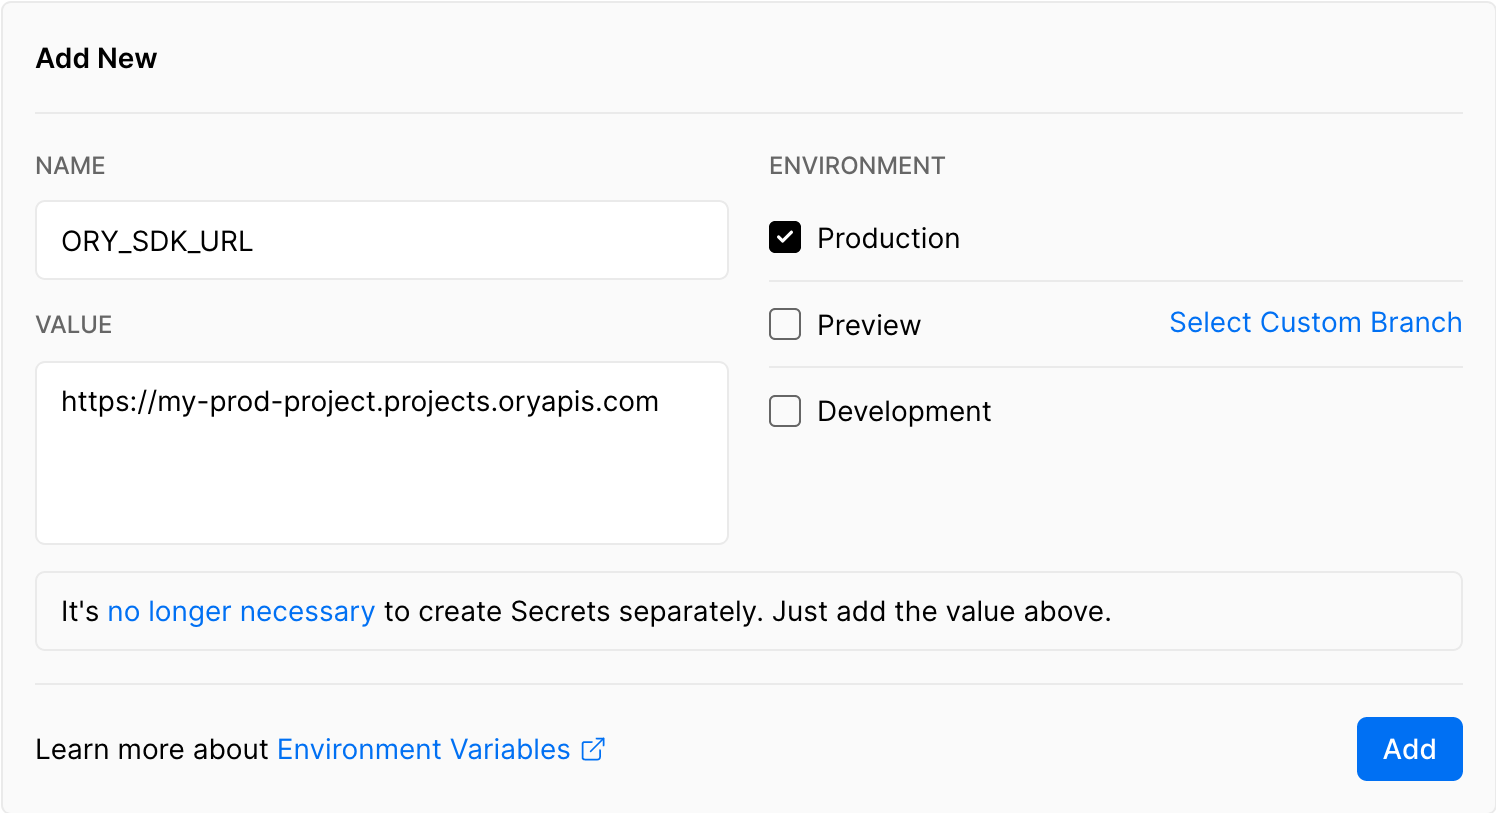 Add New
NAME
ORY_SDK_URL
VALUE
https://my-prod-project.projects.oryapis.com
ENVIRONMENT
Production
Preview
Select Custom Branch
Development
It's no longer necessary to create Secrets separately. Just add the value above.
Learn more about Environment Variables
Add